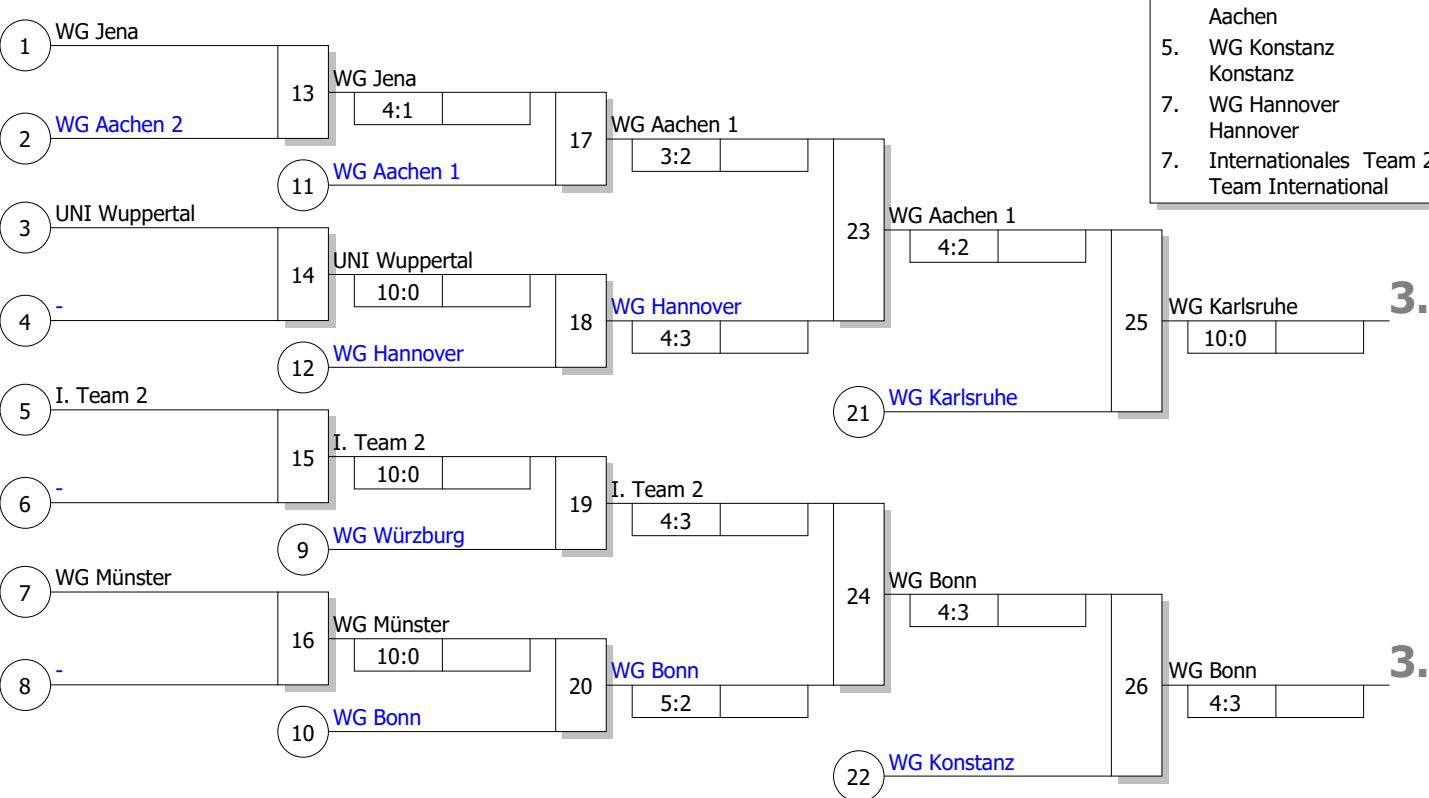 Aachen
5. WG Konstanz
Konstanz
7. WG Hannover
Hannover
7. Internationales Team 2
Team International
1 WG Jena
13 WG Jena
4:1
2 WG Aachen 2
17 WG Aachen 1
3:2
11 WG Aachen 1
3 UNI Wuppertal
23 WG Aachen 1
4:2
14 UNI Wuppertal
10:0
4 -
18 WG Hannover
4:3
12 WG Hannover
25 WG Karlsruhe 3.
10:0
5 I. Team 2
21 WG Karlsruhe
15 I. Team 2
10:0
6 -
19 I. Team 2
4:3
9 WG Würzburg
7 WG Münster
24 WG Bonn
4:3
16 WG Münster
10:0
8 -
20 WG Bonn
5:2
10 WG Bonn
26 WG Bonn 3.
4:3
22 WG Konstanz